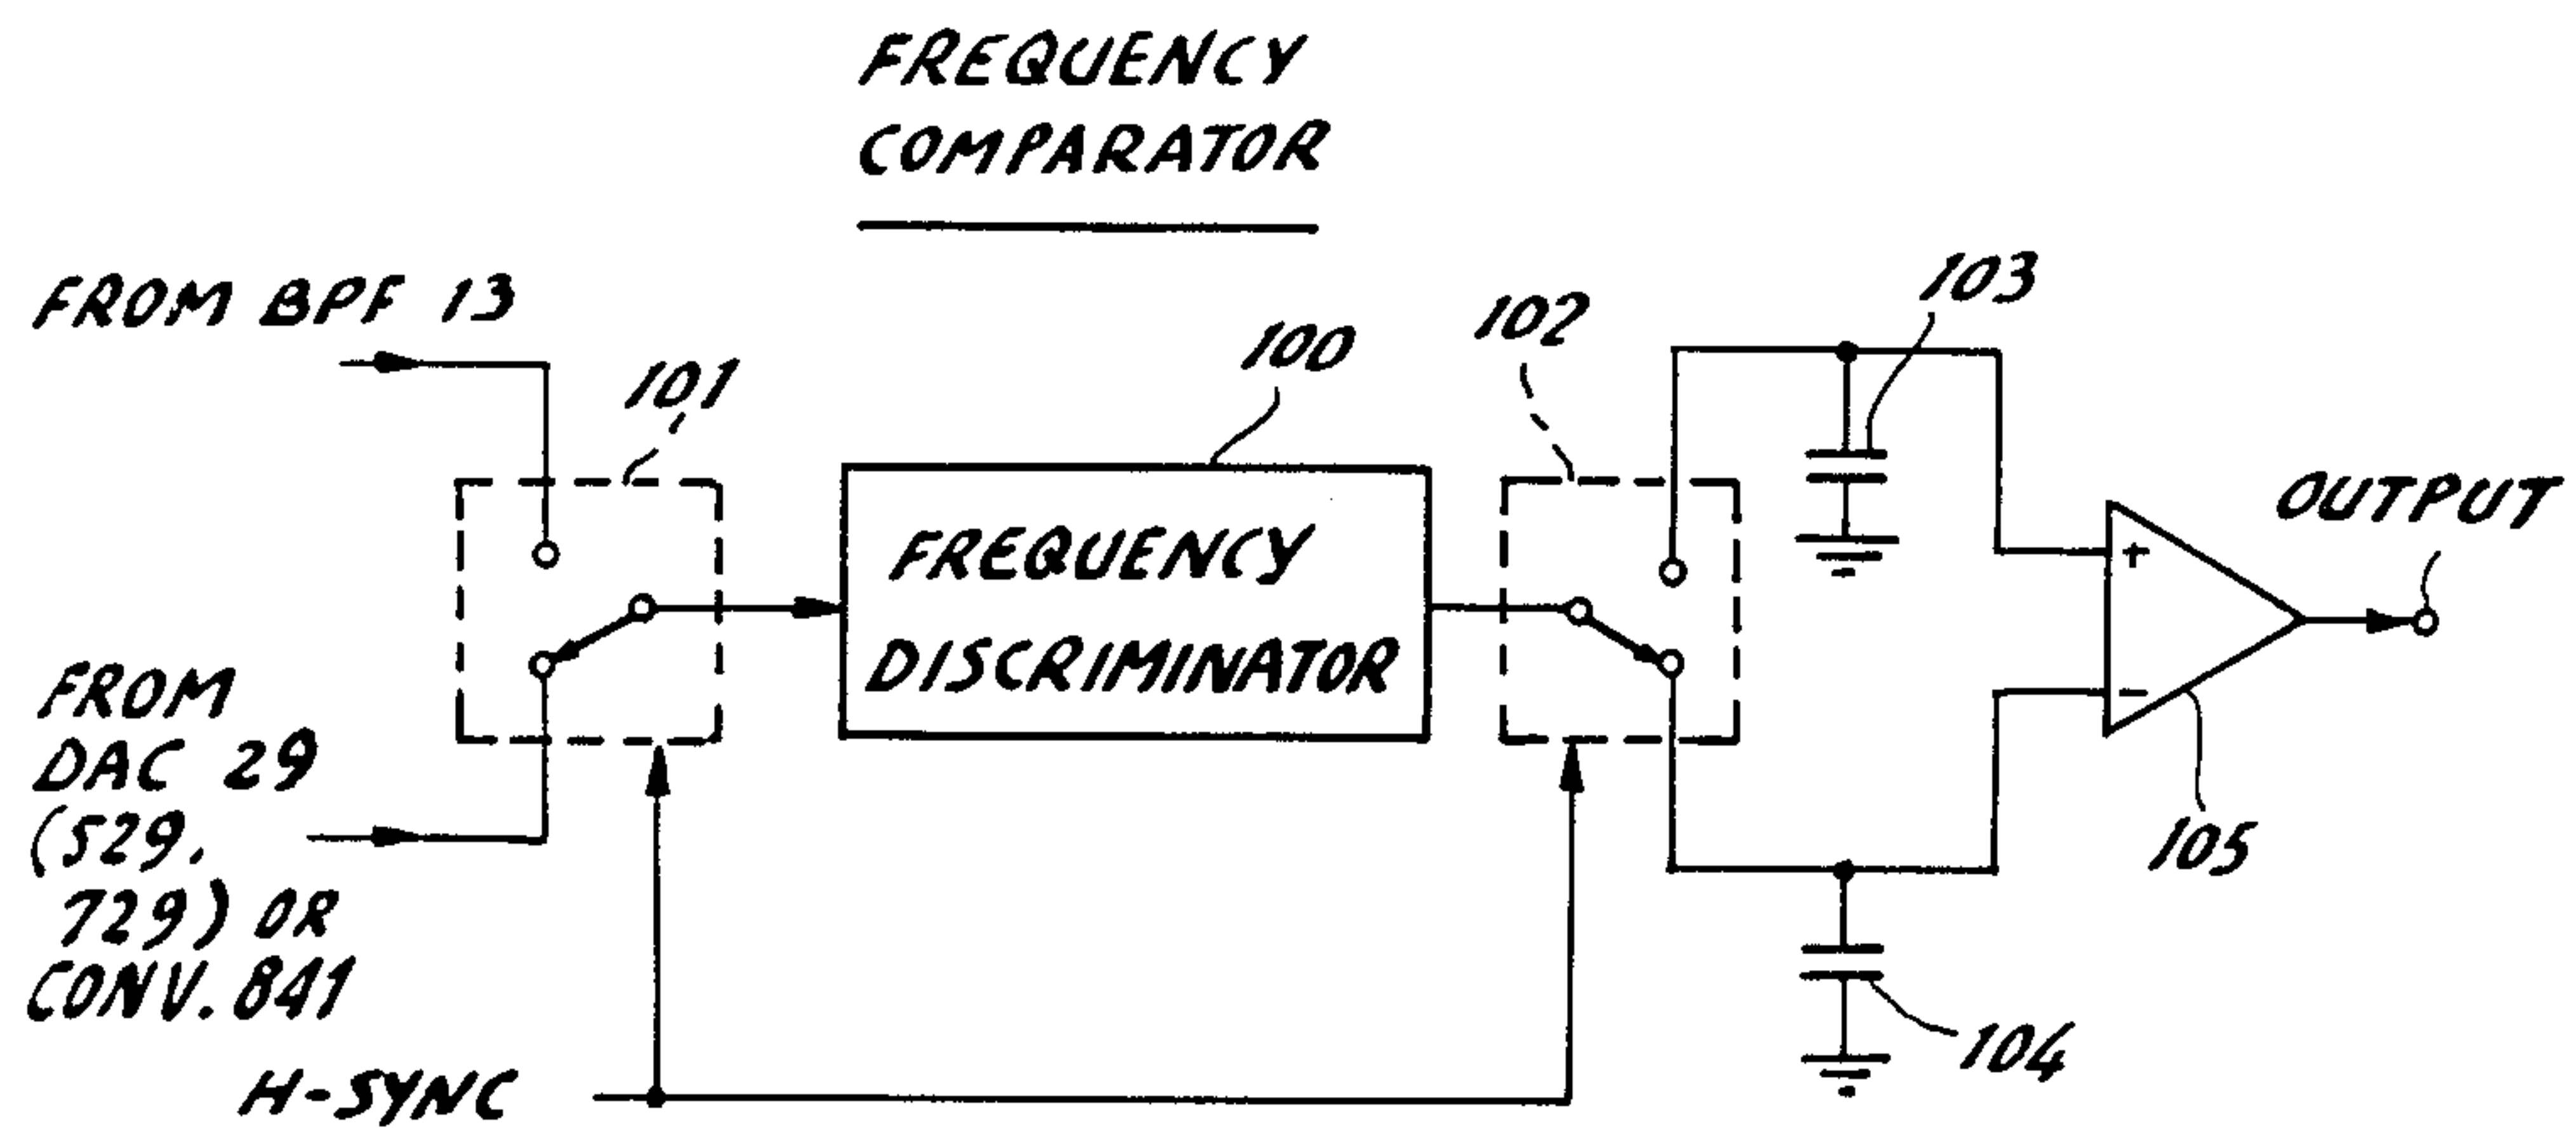 FREQUENCY
COMPARATOR
FROM BPF 13
101
100
102
103
FREQUENCY
DISCRIMINATOR
+
-
OUTPUT
105
FROM
DAC 29
(529.
729) OR
CONV. 841
104
H-SYNC